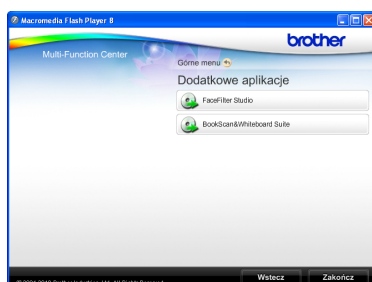 Macromedia Flash Player 8
brother
Multi-Function Center
Górne menu
Dodatkowe aplikacje
FaceFilter Studio
BookScan&Whiteboard Suite
Wstecz Zakończ